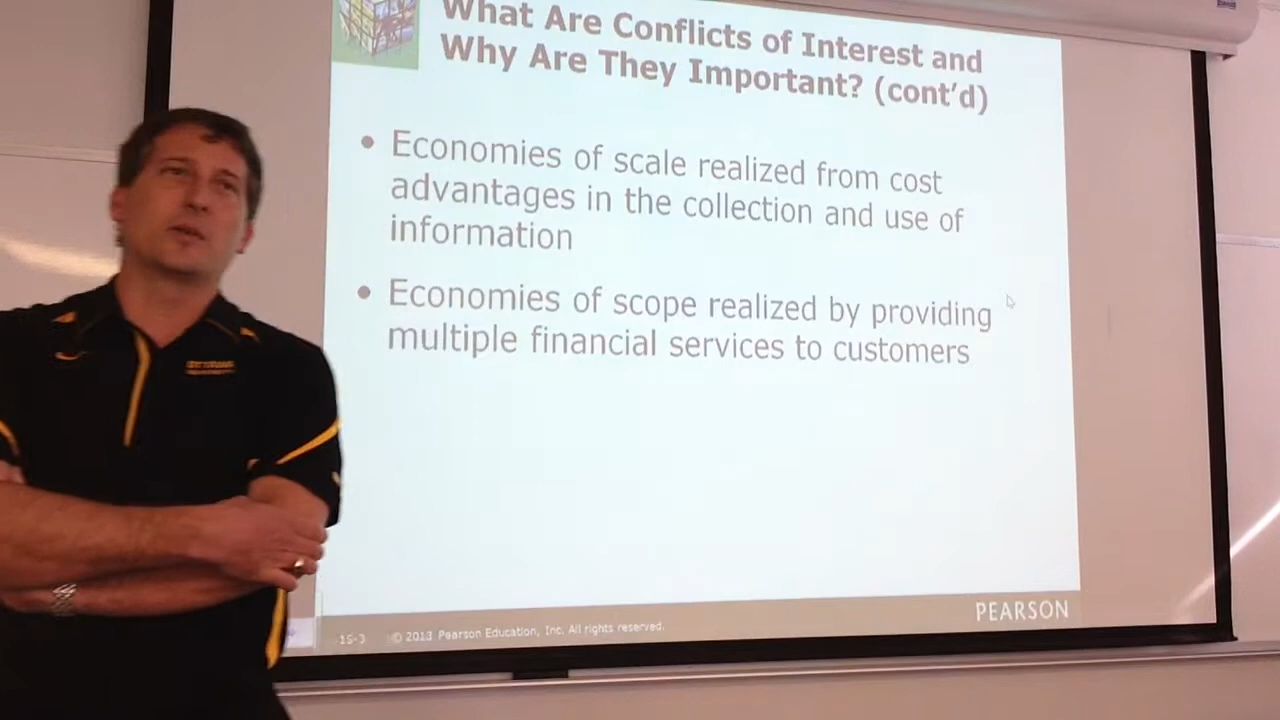 What Are Conflicts of Interest and
Why Are They Important? (cont'd)
• Economies of scale realized from cost
advantages in the collection and use of
information
• Economies of scope realized by providing
multiple financial services to customers
15-3 © 2013 Pearson Education, Inc. All rights reserved.
PEARSON